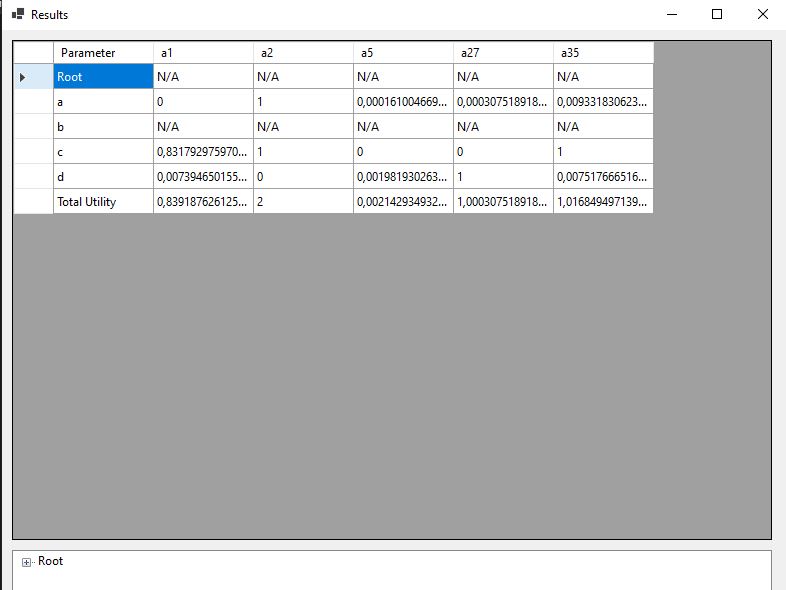 Results
Parameter a1 a2 a5 a27 a35
Root N/A N/A N/A N/A N/A
a 0 1 0,000161004669... 0,000307518918... 0,009331830623...
b N/A N/A N/A N/A N/A
c 0,831792975970... 1 0 0 1
d 0,007394650155... 0 0,001981930263... 1 0,007517666516...
Total Utility 0,839187626125... 2 0,002142934932... 1,000307518918... 1,016849497139...
Root